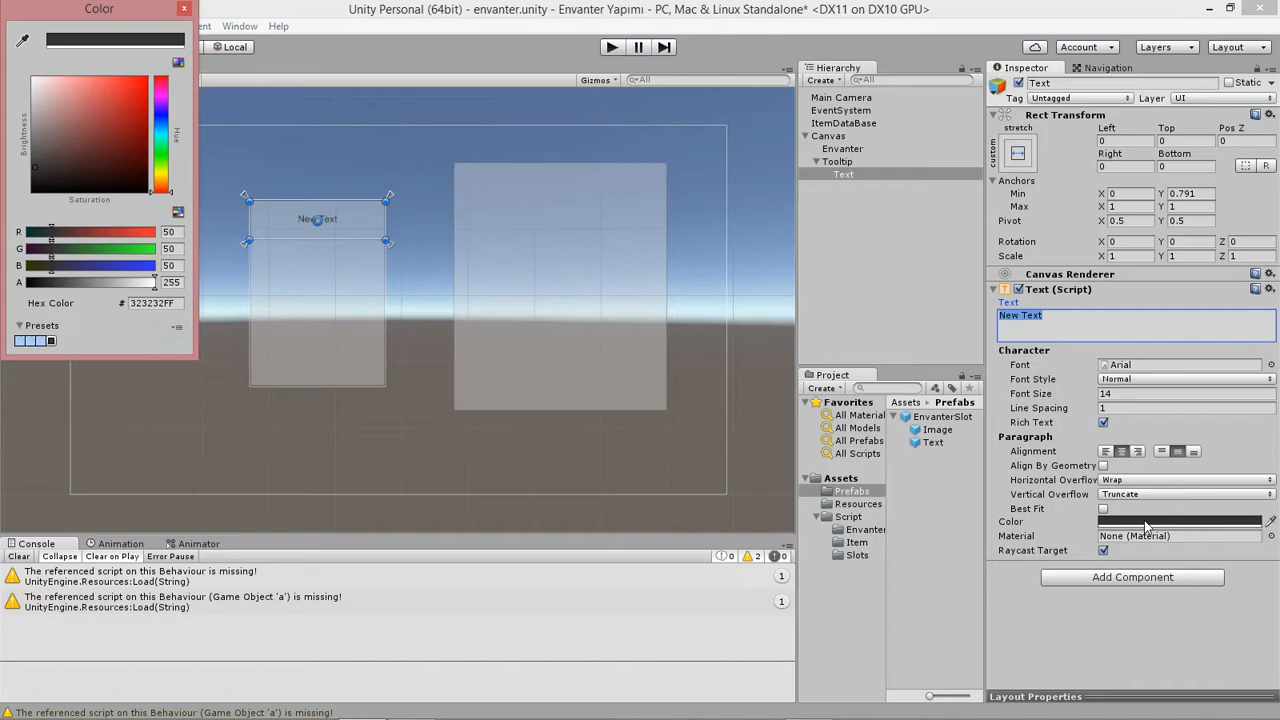 Color
Unity Personal (64bit) - envanter.unity - Envanter Yapımı - PC, Mac & Linux Standalone* <DX11 on DX10 GPU>
Window Help
Local
Account
Layers
Layout
Gizmos
All
Hierarchy
Create
All
Main Camera
EventSystem
ItemDataBase
Canvas
Envanter
Tooltip
Text
Inspector
Navigation
Text
Static
Tag Untagged Layer UI
Rect Transform
stretch
custom
Left Top Pos Z
0 0 0
Right Bottom
0 0
R
Anchors
Min X 0 Y 0.791
Max X 1 Y 1
Pivot X 0.5 Y 0.5
Rotation X 0 Y 0 Z 0
Scale X 1 Y 1 Z 1
Canvas Renderer
Text (Script)
Text
New Text
Character
Font Arial
Font Style Normal
Font Size 14
Line Spacing 1
Rich Text
Paragraph
Alignment
Align By Geometry
Horizontal Overflow Wrap
Vertical Overflow Truncate
Best Fit
Color
Material None (Material)
Raycast Target
Add Component
Layout Properties
Brightness
Hue
Saturation
R 50
G 50
B 50
A 255
Hex Color # 323232FF
Presets
New Text
Project
Create
Favorites
All Material
All Models
All Prefabs
All Scripts
Assets
Prefabs
Resources
Script
Envanter
Item
Slots
Assets Prefabs
EnvanterSlot
Image
Text
Console
Animation
Animator
Clear Collapse Clear on Play Error Pause
0 2 0
The referenced script on this Behaviour is missing!
UnityEngine.Resources:Load(String)
1
The referenced script on this Behaviour (Game Object 'a') is missing!
UnityEngine.Resources:Load(String)
1
The referenced script on this Behaviour (Game Object 'a') is missing!